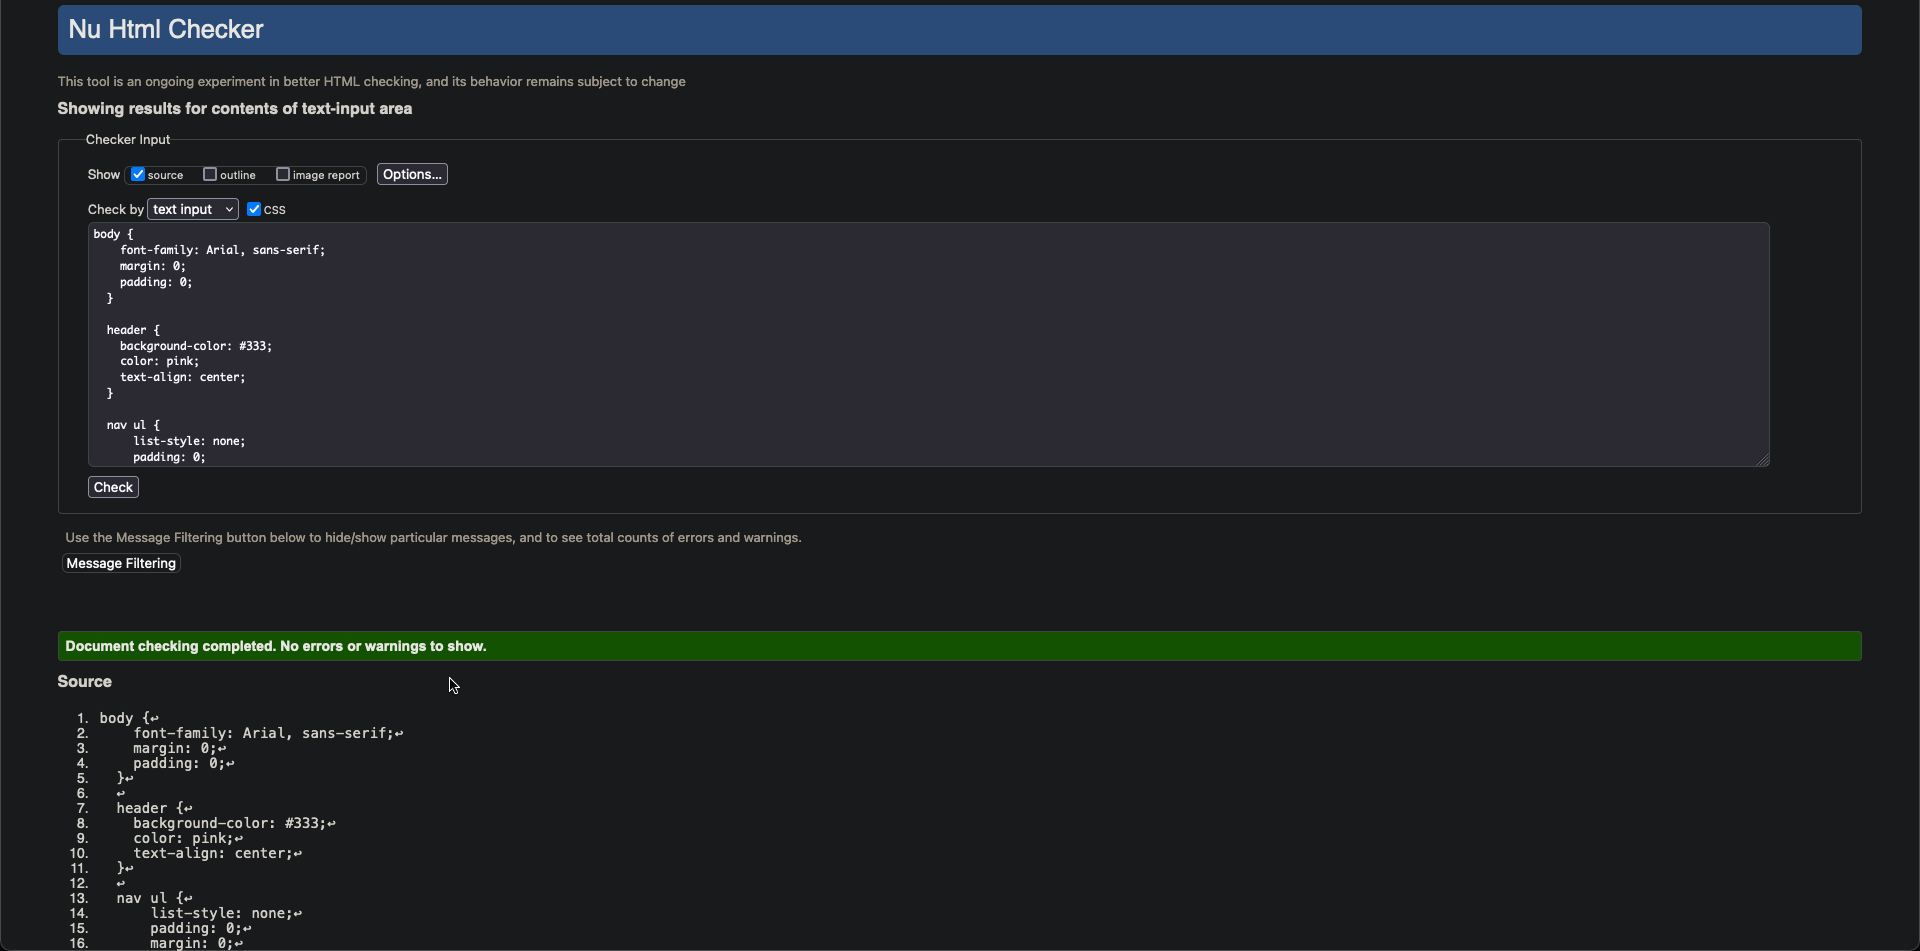 Nu Html Checker
This tool is an ongoing experiment in better HTML checking, and its behavior remains subject to change
Showing results for contents of text-input area
Checker Input
Show source outline image report Options...
Check by text input CSS
body {
    font-family: Arial, sans-serif;
    margin: 0;
    padding: 0;
  }
  header {
    background-color: #333;
    color: pink;
    text-align: center;
  }
  nav ul {
      list-style: none;
      padding: 0;
Check
Use the Message Filtering button below to hide/show particular messages, and to see total counts of errors and warnings.
Message Filtering
Document checking completed. No errors or warnings to show.
Source
1. body {↩
2.     font-family: Arial, sans-serif;↩
3.     margin: 0;↩
4.     padding: 0;↩
5.   }↩
6.   ↩
7.   header {↩
8.     background-color: #333;↩
9.     color: pink;↩
10.     text-align: center;↩
11.   }↩
12.   ↩
13.   nav ul {↩
14.       list-style: none;↩
15.       padding: 0;↩
16.       margin: 0;↩